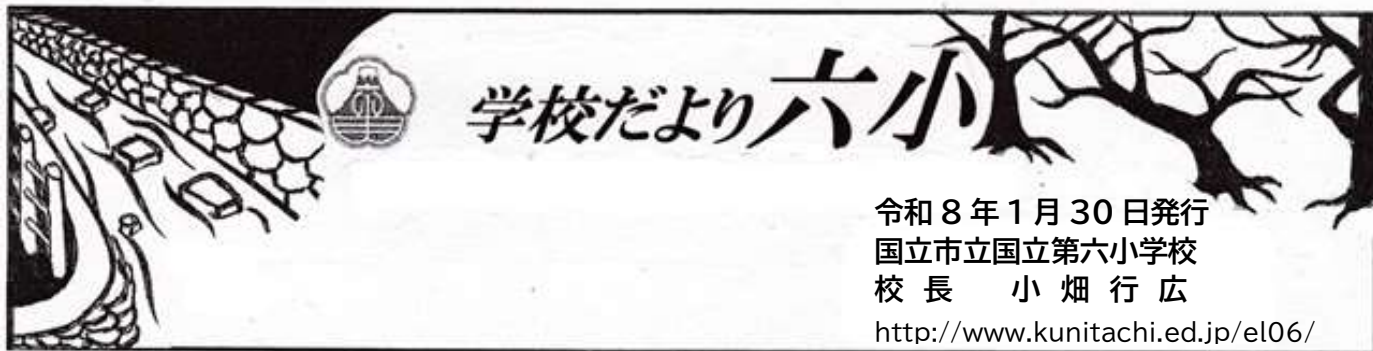 学校だより六小
令和8年1月30日発行
国立市立国立第六小学校
校長 小畑行広
http://www.kunitachi.ed.jp/el06/